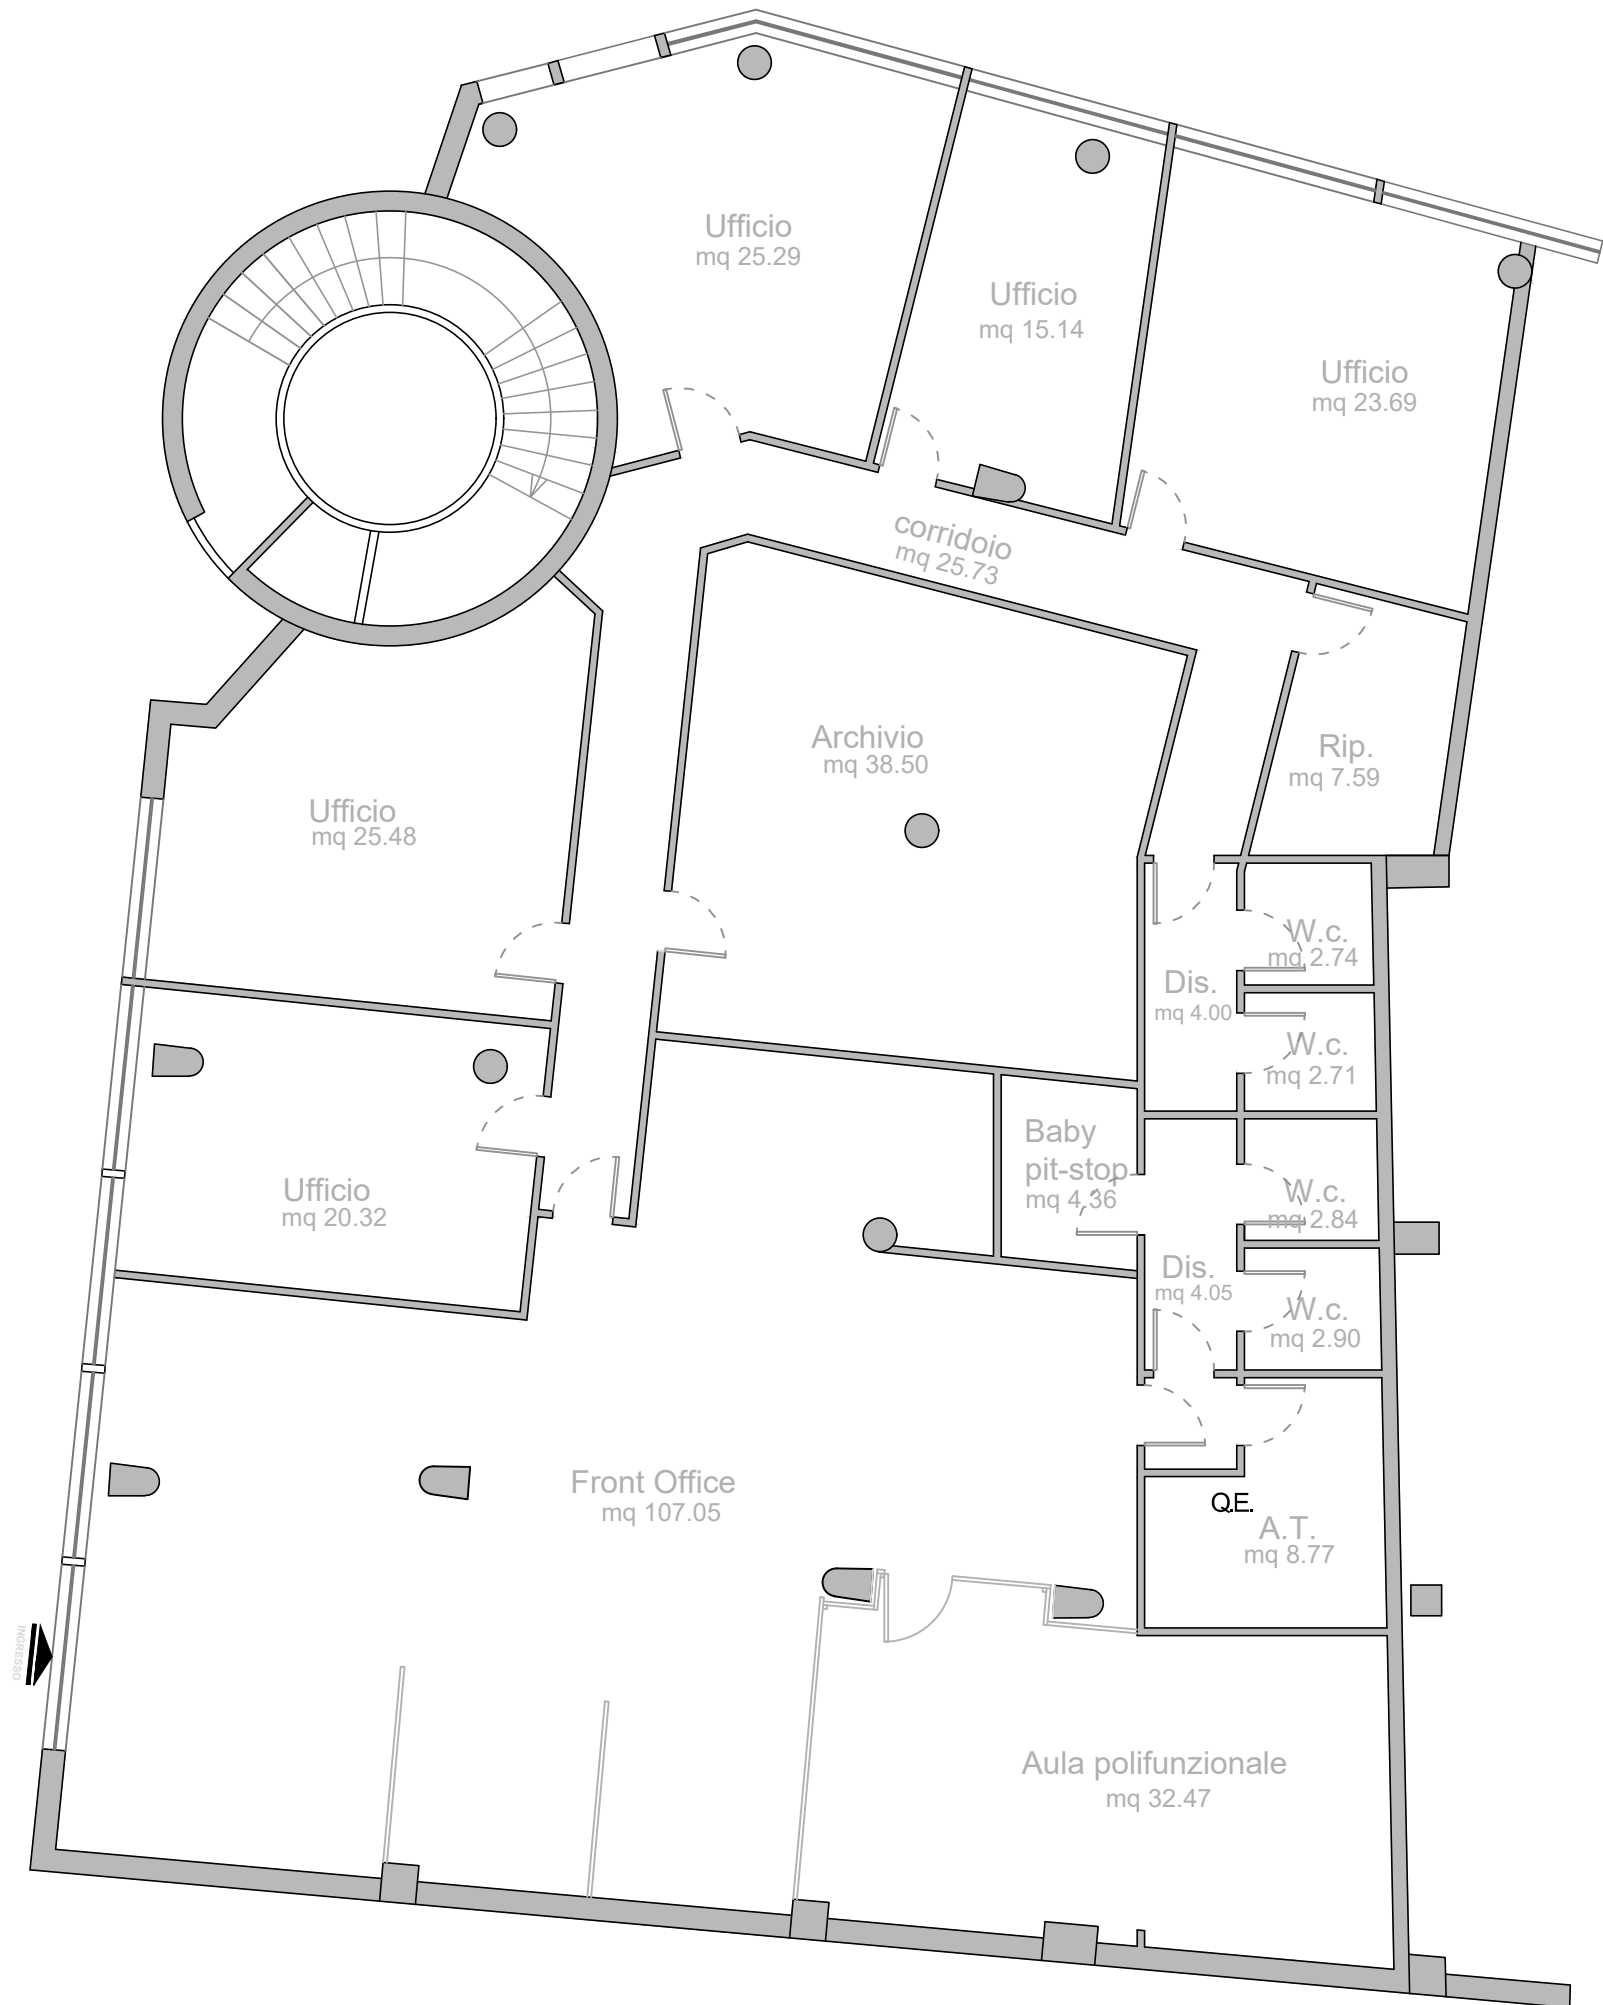 Ufficio
mq 25.29
Ufficio
mq 15.14
Ufficio
mq 23.69
corridoio
mq 25.73
Archivio
mq 38.50
Rip.
mq 7.59
Ufficio
mq 25.48
W.c.
mq 2.74
Dis.
mq 4.00
W.c.
mq 2.71
Baby
pit-stop
mq 4.36
Ufficio
mq 20.32
W.c.
mq 2.84
Dis.
mq 4.05
W.c.
mq 2.90
Front Office
mq 107.05
Q.E.
A.T.
mq 8.77
INGRESSO
Aula polifunzionale
mq 32.47